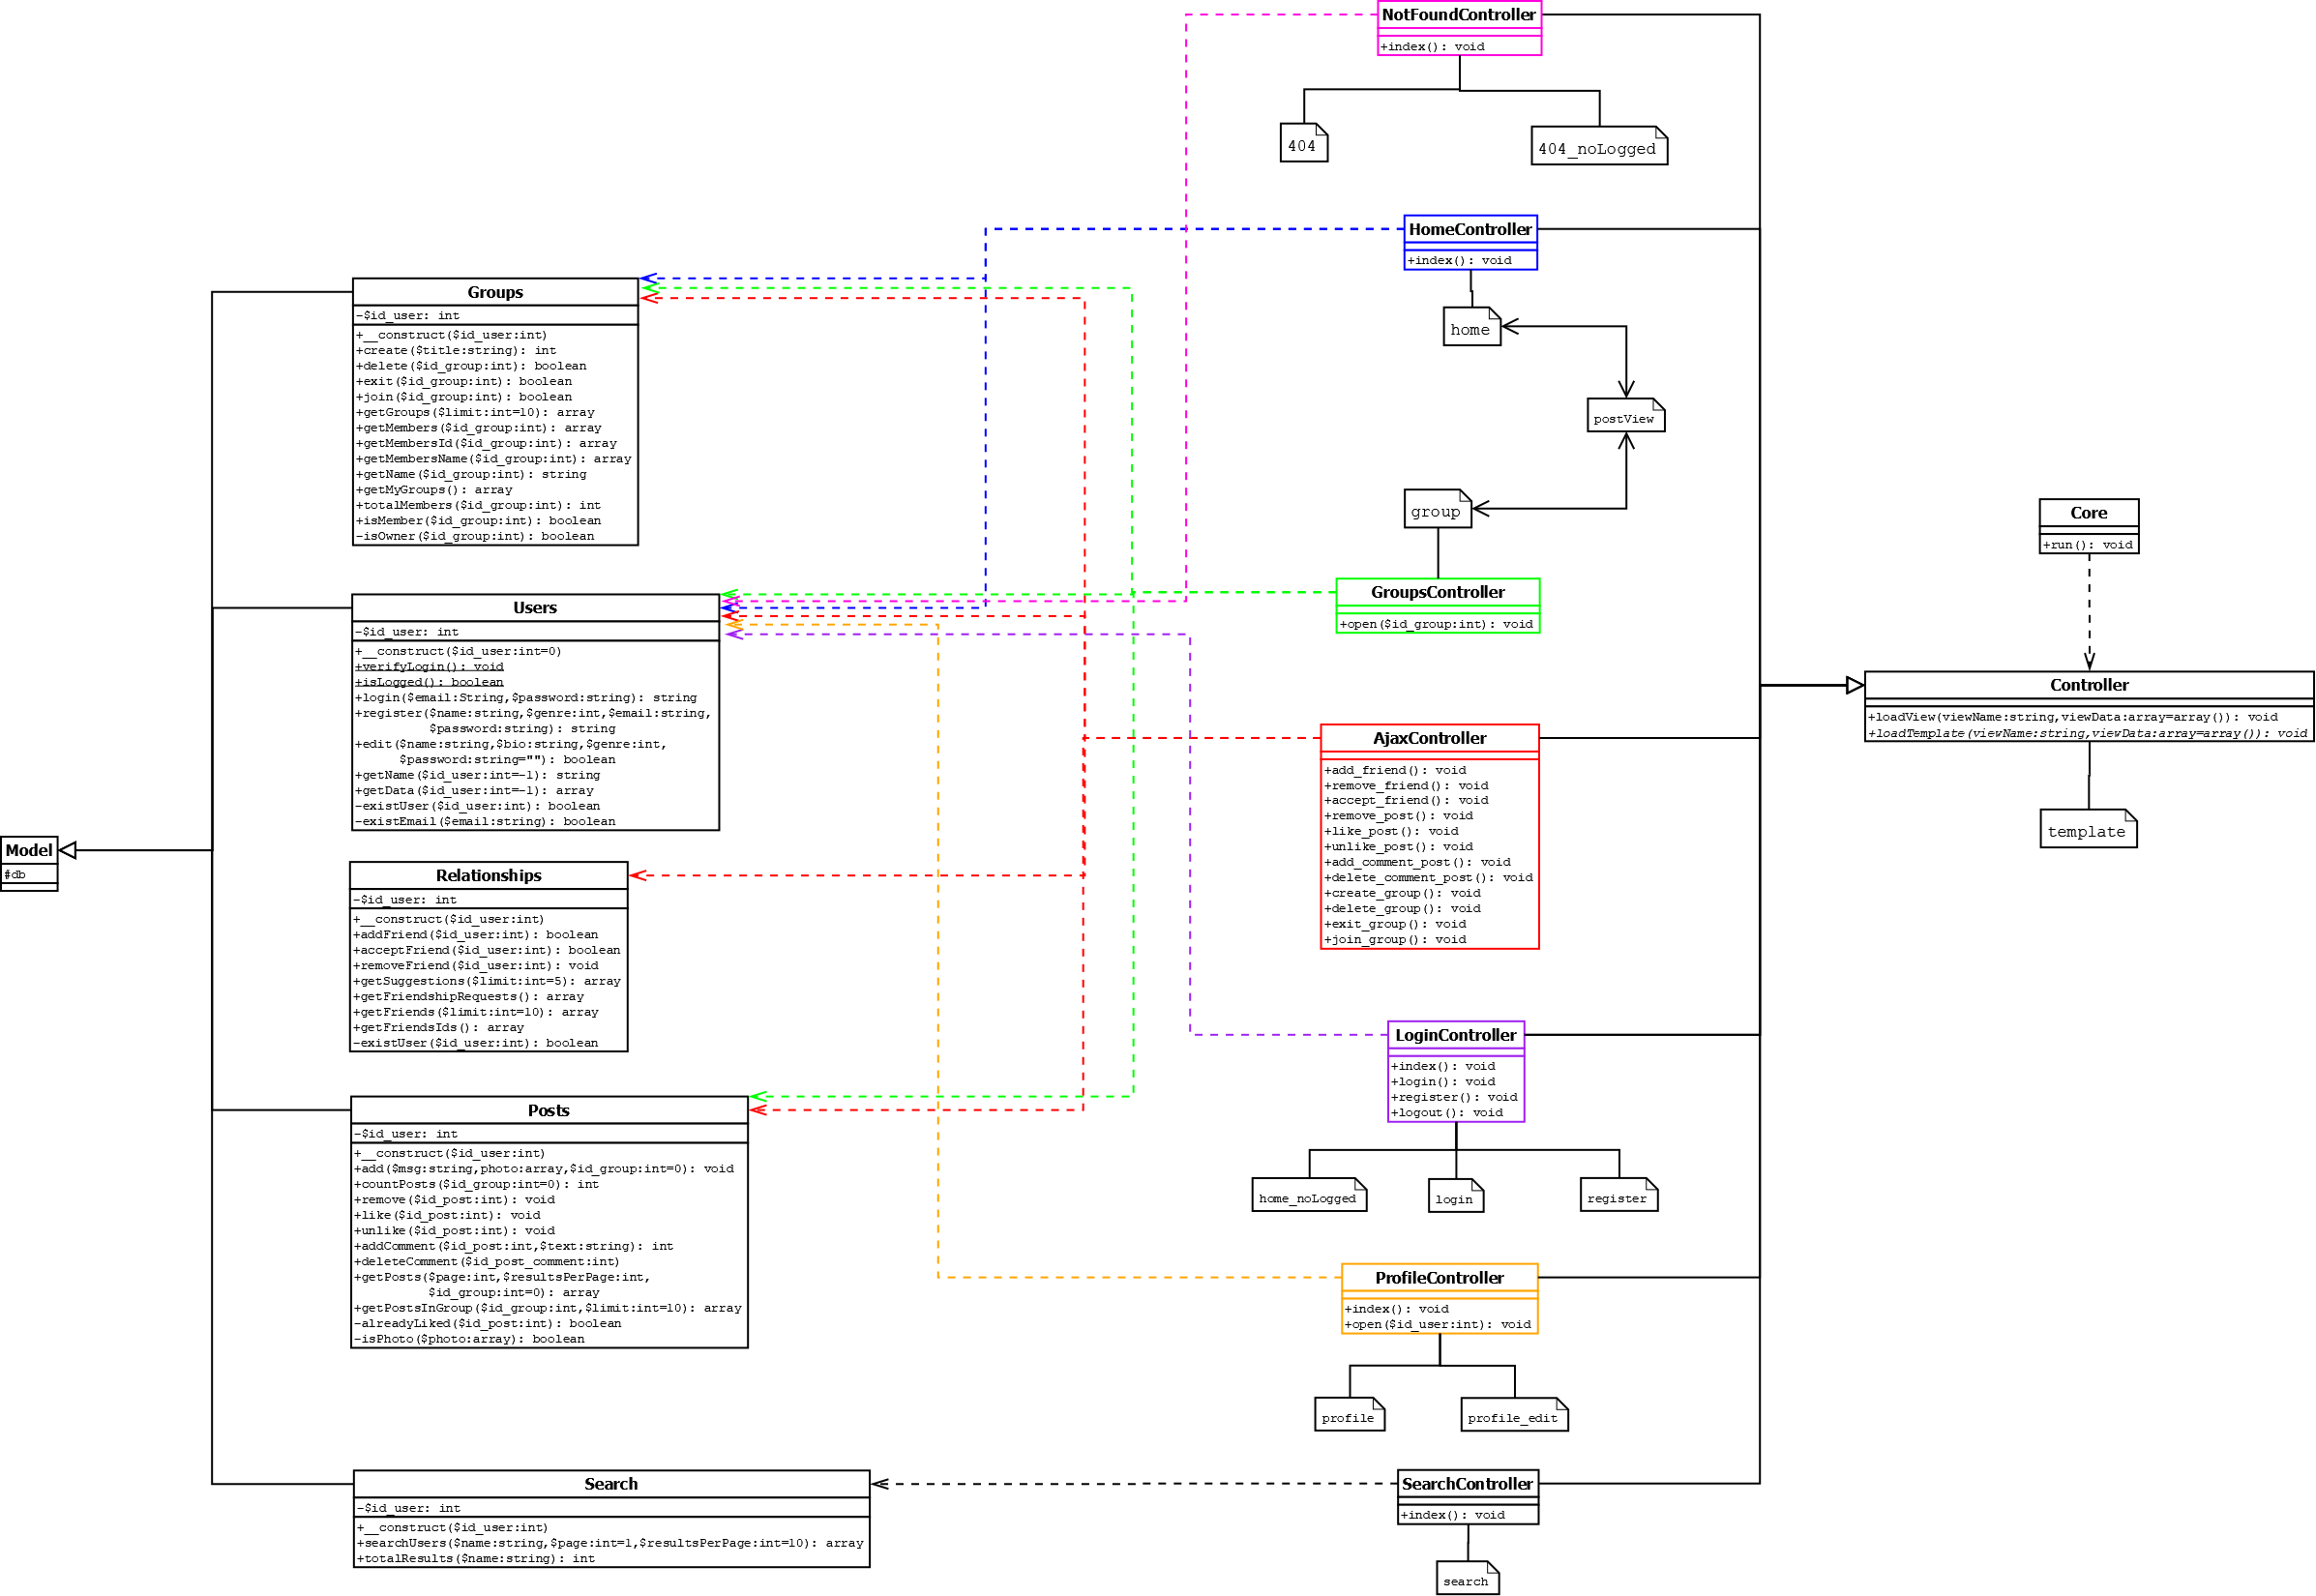 NotFoundController
+index(): void
404
404_noLogged
HomeController
+index(): void
home
postView
group
GroupsController
+open($id_group:int): void
Groups
-$id_user: int
+__construct($id_user:int)
+create($title:string): int
+delete($id_group:int): boolean
+exit($id_group:int): boolean
+join($id_group:int): boolean
+getGroups($limit:int=10): array
+getMembers($id_group:int): array
+getMembersId($id_group:int): array
+getMembersName($id_group:int): array
+getName($id_group:int): string
+getMyGroups(): array
+totalMembers($id_group:int): int
+isMember($id_group:int): boolean
-isOwner($id_group:int): boolean
Users
-$id_user: int
+__construct($id_user:int=0)
+verifyLogin(): void
+isLogged(): boolean
+login($email:String,$password:string): string
+register($name:string,$genre:int,$email:string,
$password:string): string
+edit($name:string,$bio:string,$genre:int,
$password:string=""): boolean
+getName($id_user:int=-1): string
+getData($id_user:int=-1): array
-existUser($id_user:int): boolean
-existEmail($email:string): boolean
Model
#db
Relationships
-$id_user: int
+__construct($id_user:int)
+addFriend($id_user:int): boolean
+acceptFriend($id_user:int): boolean
+removeFriend($id_user:int): void
+getSuggestions($limit:int=5): array
+getFriendshipRequests(): array
+getFriends($limit:int=10): array
+getFriendsIds(): array
-existUser($id_user:int): boolean
Posts
-$id_user: int
+__construct($id_user:int)
+add($msg:string,photo:array,$id_group:int=0): void
+countPosts($id_group:int=0): int
+remove($id_post:int): void
+like($id_post:int): void
+unlike($id_post:int): void
+addComment($id_post:int,$text:string): int
+deleteComment($id_post_comment:int)
+getPosts($page:int,$resultsPerPage:int,
$id_group:int=0): array
+getPostsInGroup($id_group:int,$limit:int=10): array
-alreadyLiked($id_post:int): boolean
-isPhoto($photo:array): boolean
Search
-$id_user: int
+__construct($id_user:int)
+searchUsers($name:string,$page:int=1,$resultsPerPage:int=10): array
+totalResults($name:string): int
AjaxController
+add_friend(): void
+remove_friend(): void
+accept_friend(): void
+remove_post(): void
+like_post(): void
+unlike_post(): void
+add_comment_post(): void
+delete_comment_post(): void
+create_group(): void
+delete_group(): void
+exit_group(): void
+join_group(): void
LoginController
+index(): void
+login(): void
+register(): void
+logout(): void
home_noLogged
login
register
ProfileController
+index(): void
+open($id_user:int): void
profile
profile_edit
SearchController
+index(): void
search
Core
+run(): void
Controller
+loadView(viewName:string,viewData:array=array()): void
+loadTemplate(viewName:string,viewData:array=array()): void
template